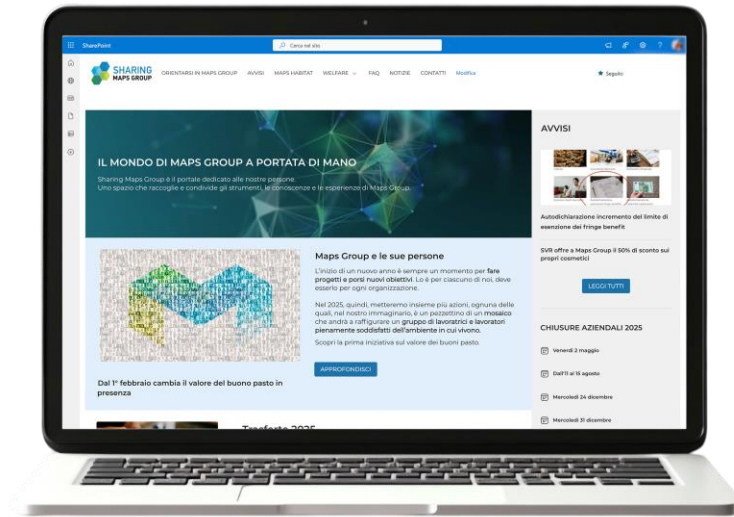 SharePoint
Cerca nel sito
SHARING
MAPS GROUP
ORIENTARSI IN MAPS GROUP AVVISI MAPS HABITAT WELFARE FAQ NOTIZIE CONTATTI Modifica
Seguito
IL MONDO DI MAPS GROUP A PORTATA DI MANO
Sharing Maps Group è il portale dedicato alle nostre persone.
Uno spazio che raccoglie e condivide gli strumenti, le conoscenze e le esperienze di Maps Group.
Dal 1° febbraio cambia il valore del buono pasto in
presenza
Maps Group e le sue persone
L'inizio di un nuovo anno è sempre un momento per fare
progetti e porsi nuovi obiettivi. Lo è per ciascuno di noi, deve
esserlo per ogni organizzazione.
Nel 2025, quindi, metteremo insieme più azioni, ognuna delle
quali, nel nostro immaginario, è un pezzettino di un mosaico
che andrà a raffigurare un gruppo di lavoratrici e lavoratori
pienamente soddisfatti dell'ambiente in cui vivono.
Scopri la prima iniziativa sul valore dei buoni pasto.
APPROFONDISCI
Trasferte 2025
AVVISI
Autodichiarazione incremento del limite di
esenzione dei fringe benefit
SVR offre a Maps Group il 50% di sconto sui
propri cosmetici
LEGGI TUTTI
CHIUSURE AZIENDALI 2025
Venerdì 2 maggio
Dall'11 al 15 agosto
Mercoledì 24 dicembre
Mercoledì 31 dicembre